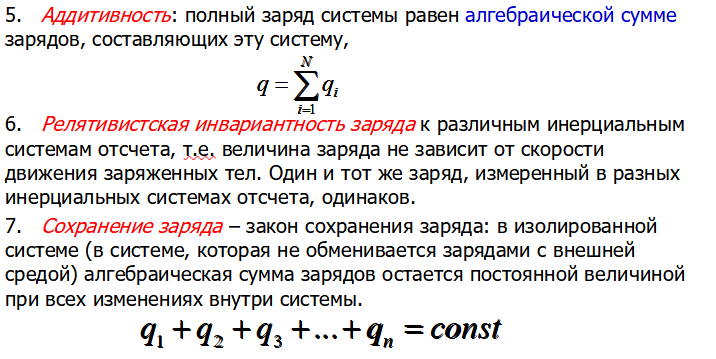 5. Аддитивность: полный заряд системы равен алгебраической сумме
зарядов, составляющих эту систему,
q = \sum_{i=1}^{N} q_i
6. Релятивистская инвариантность заряда к различным инерциальным
системам отсчета, т.е. величина заряда не зависит от скорости
движения заряженных тел. Один и тот же заряд, измеренный в разных
инерциальных системах отсчета, одинаков.
7. Сохранение заряда – закон сохранения заряда: в изолированной
системе (в системе, которая не обменивается зарядами с внешней
средой) алгебраическая сумма зарядов остается постоянной величиной
при всех изменениях внутри системы.
q₁ + q₂ + q₃ + ... + qₙ = const